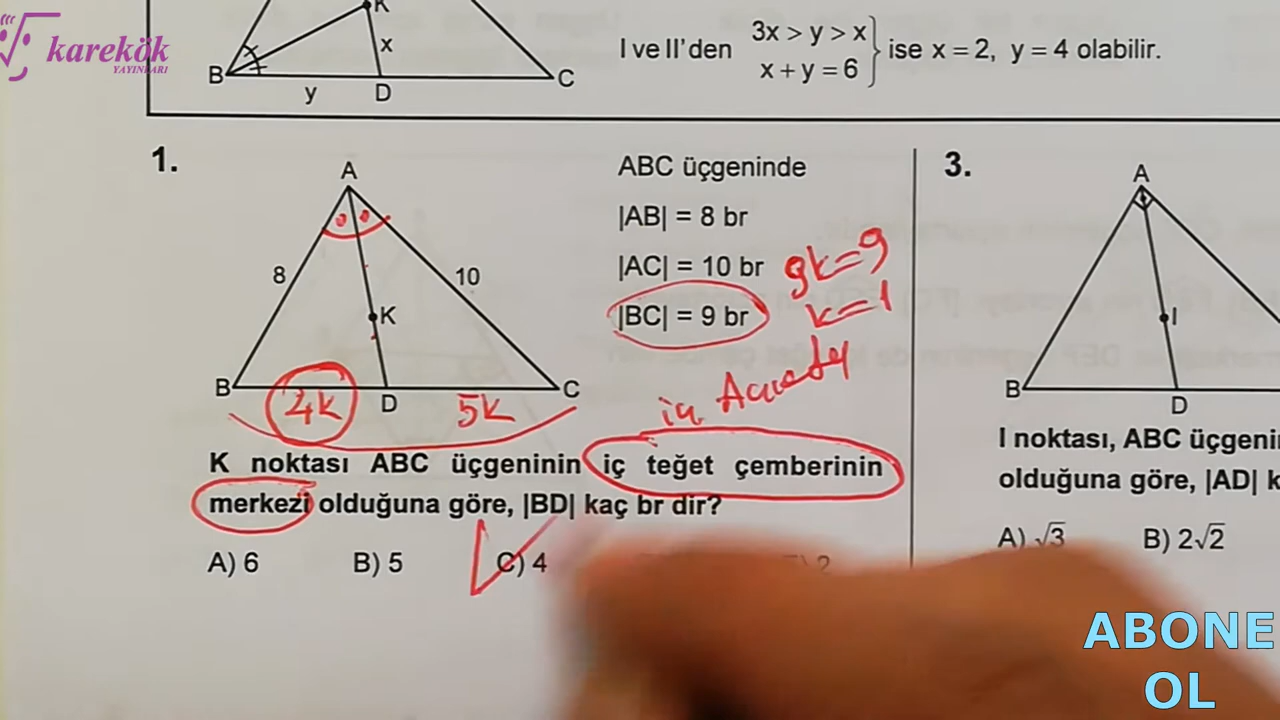 karekök
YAYINLARI
K
x
B
y
D
C
I ve II'den
3x > y > x
x + y = 6
ise x = 2, y = 4 olabilir.
1.
A
8
10
K
B
4k
D
5k
C
ABC üçgeninde
|AB| = 8 br
|AC| = 10 br
|BC| = 9 br
9k=9
k=1
iç
K noktası ABC üçgeninin iç teğet çemberinin
merkezi olduğuna göre, |BD| kaç br dir?
A) 6
B) 5
C) 4
2
3.
A
I
B
D
I noktası, ABC
olduğuna göre, |AD|
A) √3
B) 2√2
ABONE
OL